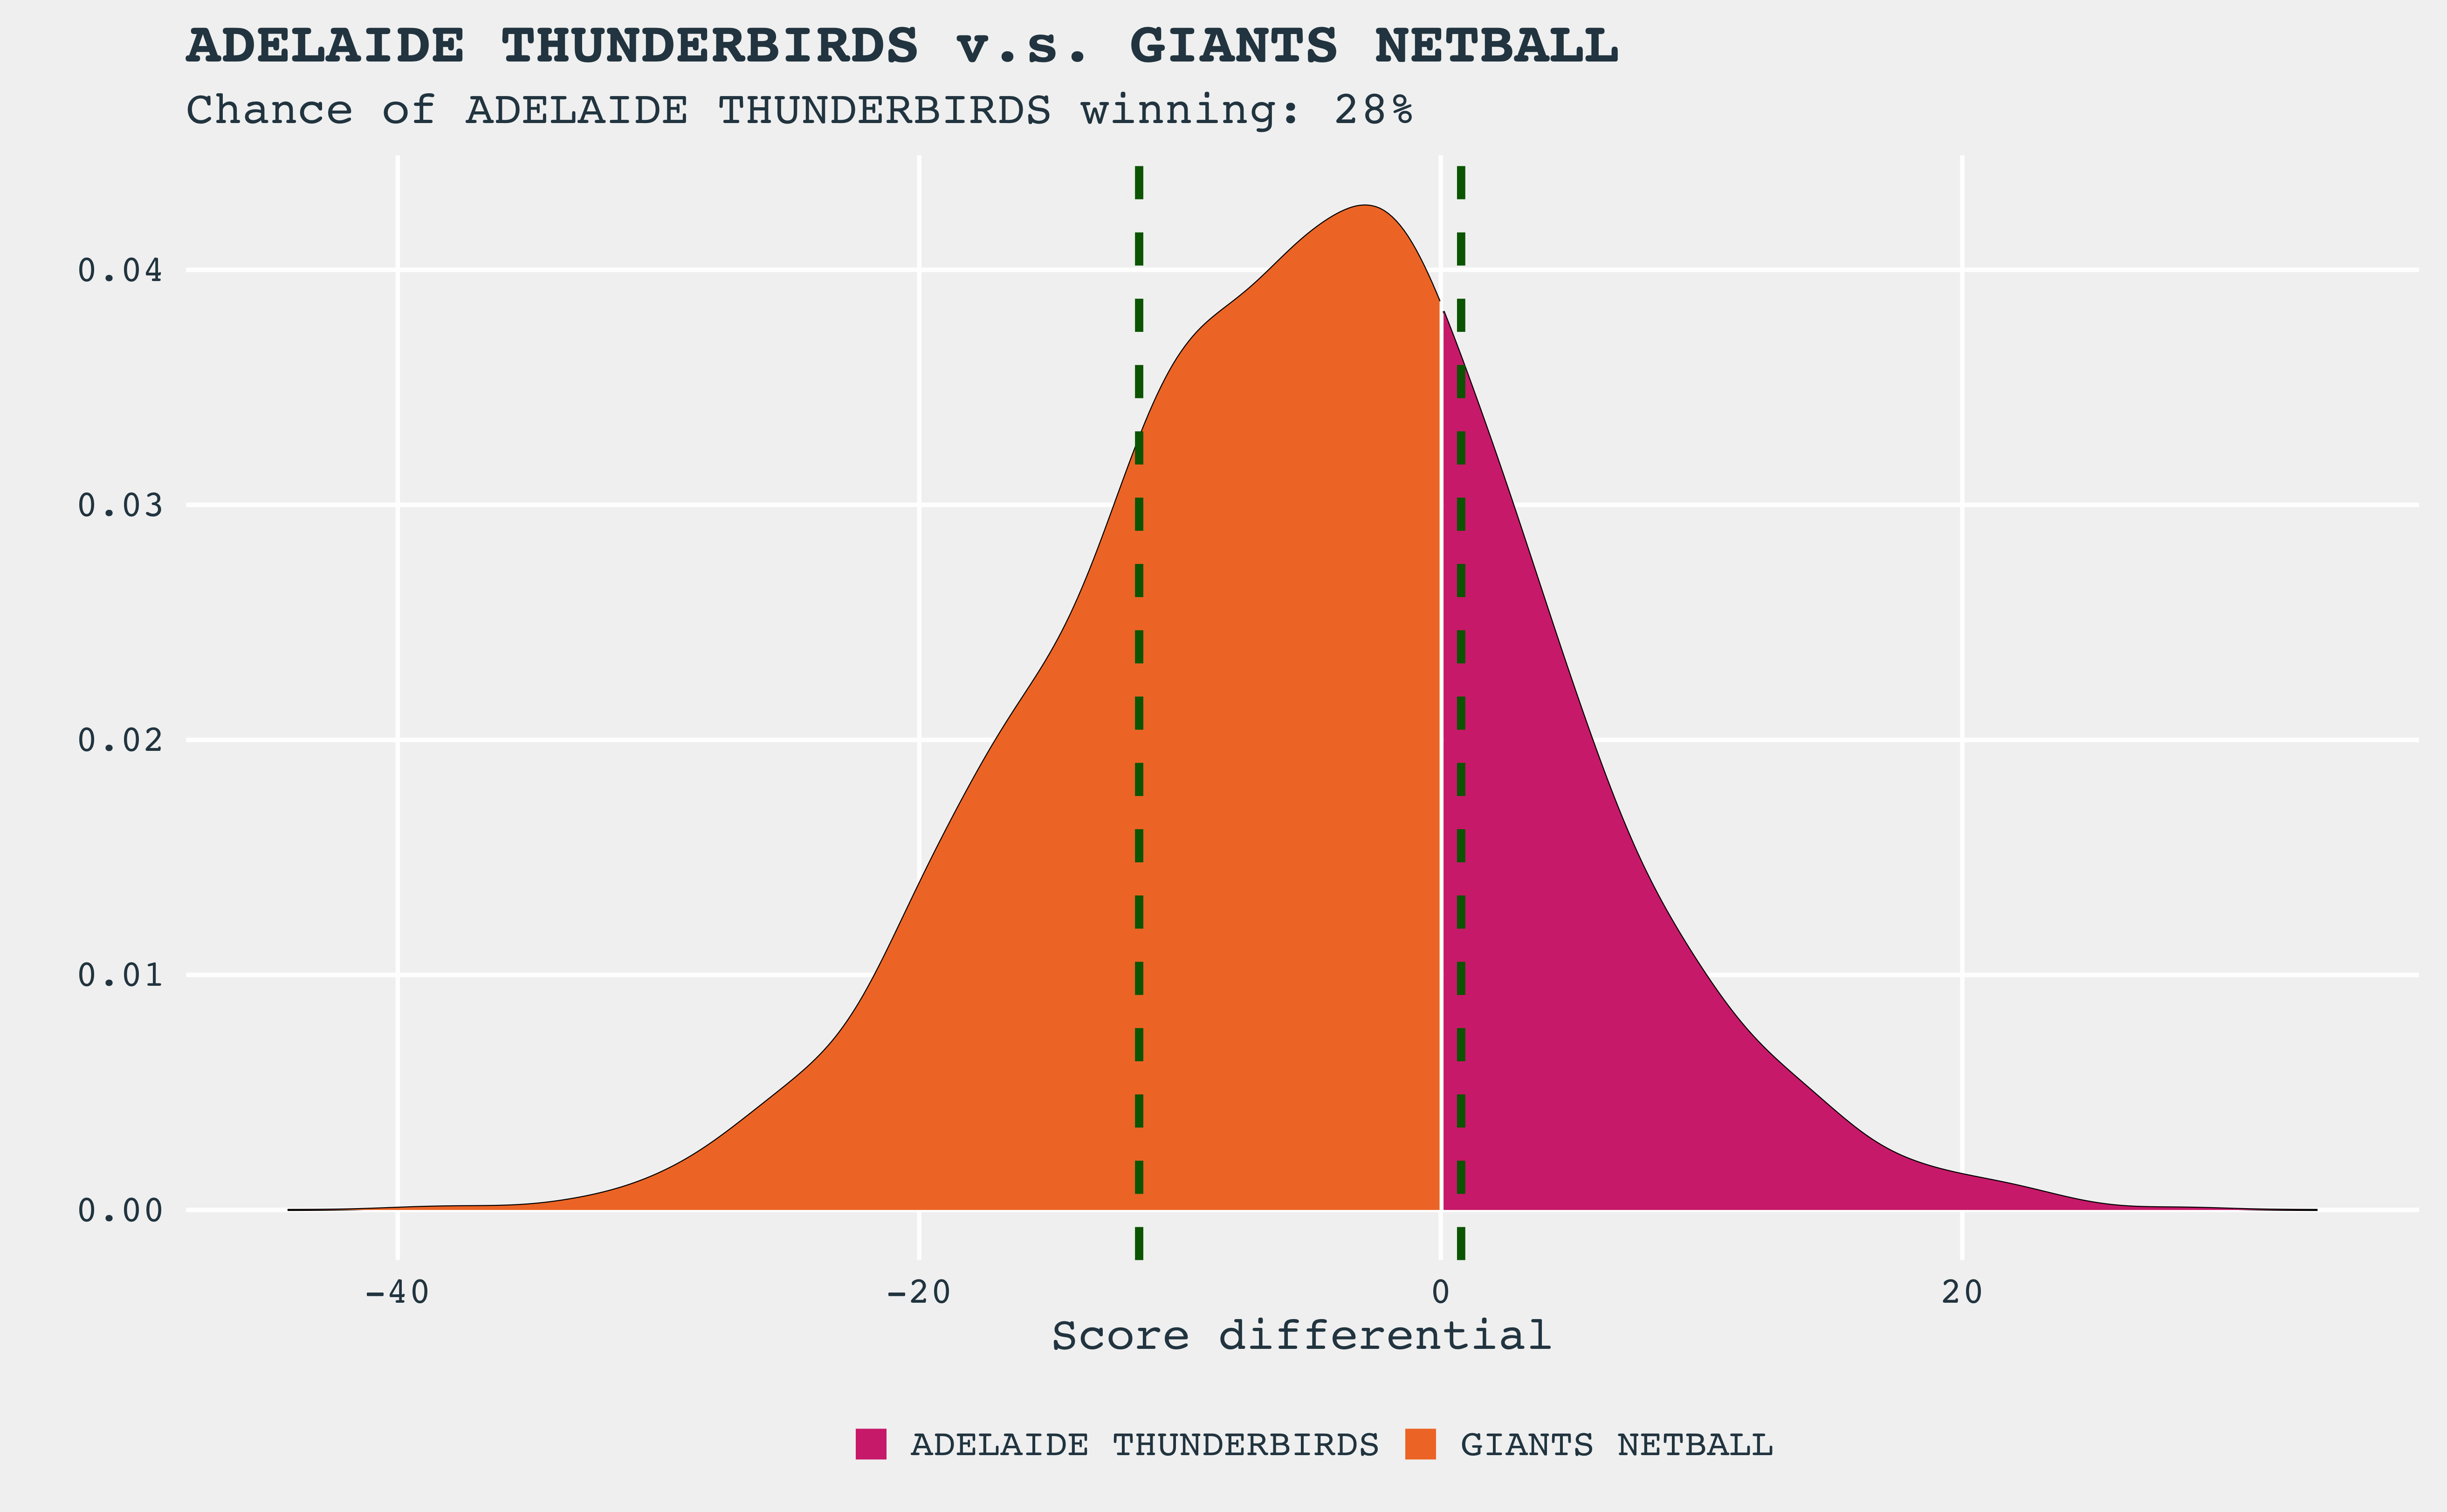 ADELAIDE THUNDERBIRDS v.s. GIANTS NETBALL
Chance of ADELAIDE THUNDERBIRDS winning: 28%
0.04
0.03
0.02
0.01
0.00
-40 -20 0 20
Score differential
ADELAIDE THUNDERBIRDS GIANTS NETBALL